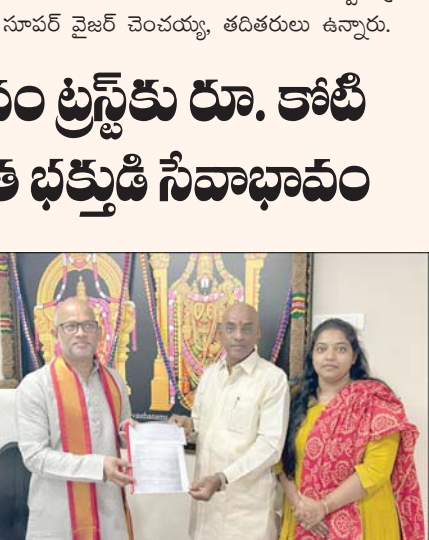 సూపర్ వైజర్ చెంచయ్య, తదితరులు ఉన్నారు.
ట్రస్ట్‌కు రూ. కోటి
భక్తుడి సేవాభావం